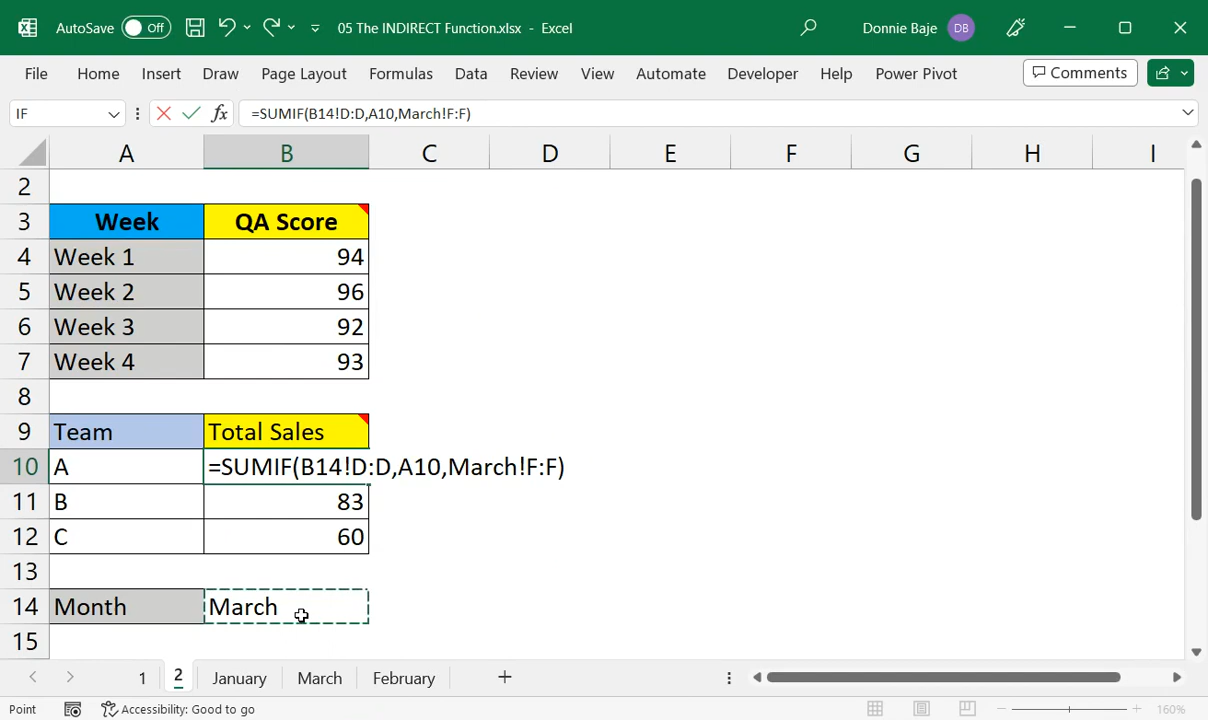 AutoSave Off 05 The INDIRECT Function.xlsx - Excel Donnie Baje DB
File Home Insert Draw Page Layout Formulas Data Review View Automate Developer Help Power Pivot Comments
IF fx =SUMIF(B14!D:D,A10,March!F:F)
A B C D E F G H I
2
3 Week QA Score
4 Week 1 94
5 Week 2 96
6 Week 3 92
7 Week 4 93
8
9 Team Total Sales
10 A =SUMIF(B14!D:D,A10,March!F:F)
11 B 83
12 C 60
13
14 Month March
15
1 2 January March February
Point Accessibility: Good to go 160%